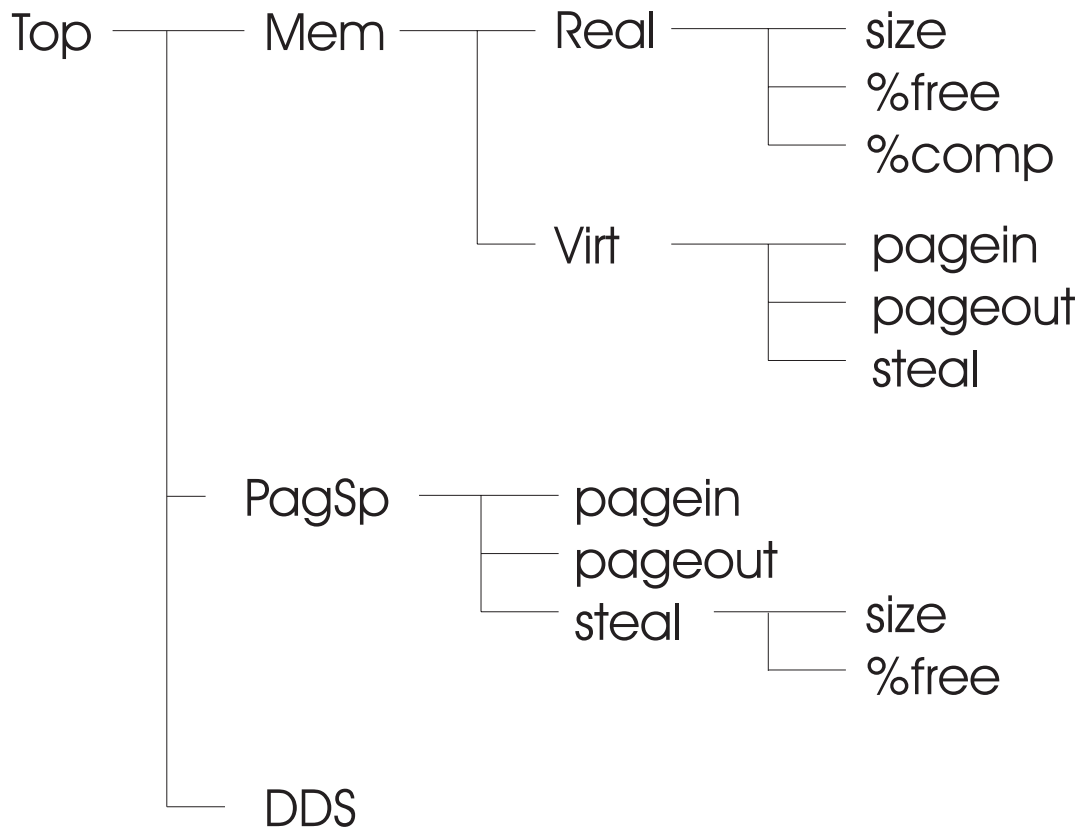 Top Mem Real size
%free
%comp
Virt pagein
pageout
steal
PagSp pagein
pageout
steal size
%free
DDS